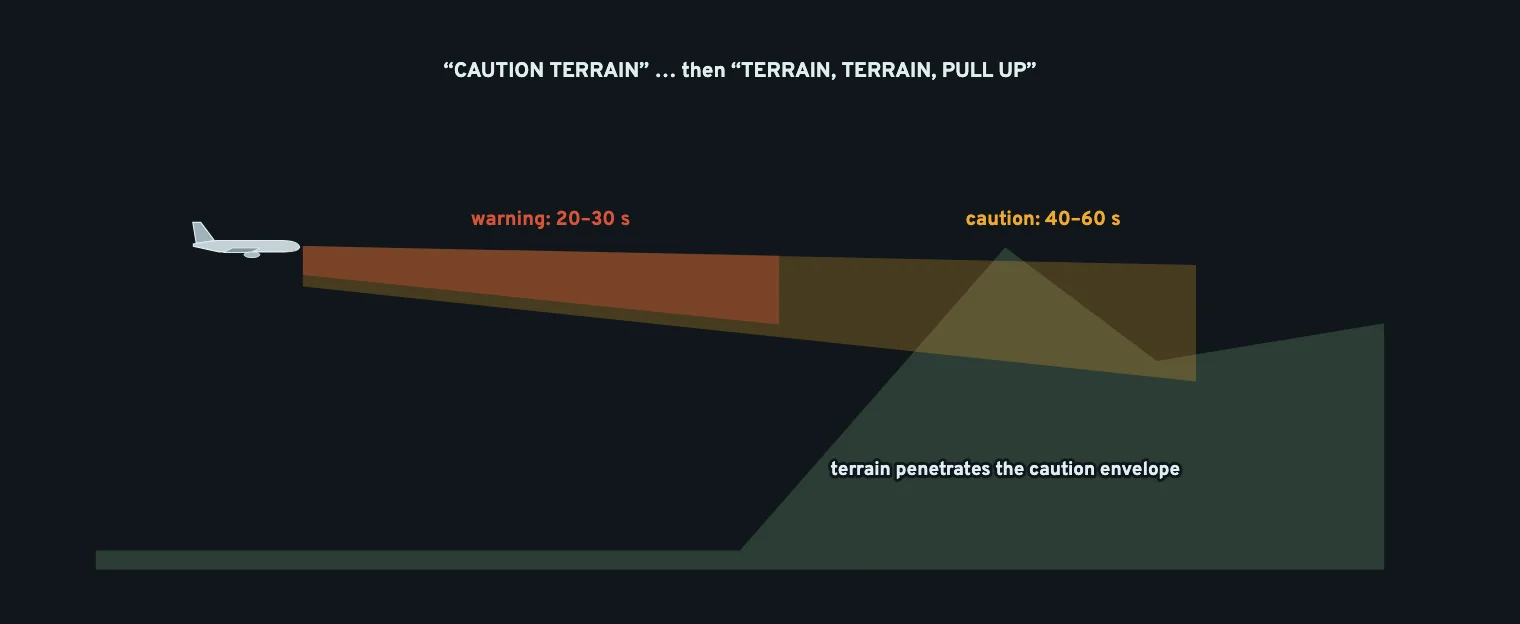 “CAUTION TERRAIN” … then “TERRAIN, TERRAIN, PULL UP”
warning: 20–30 s
caution: 40–60 s
terrain penetrates the caution envelope